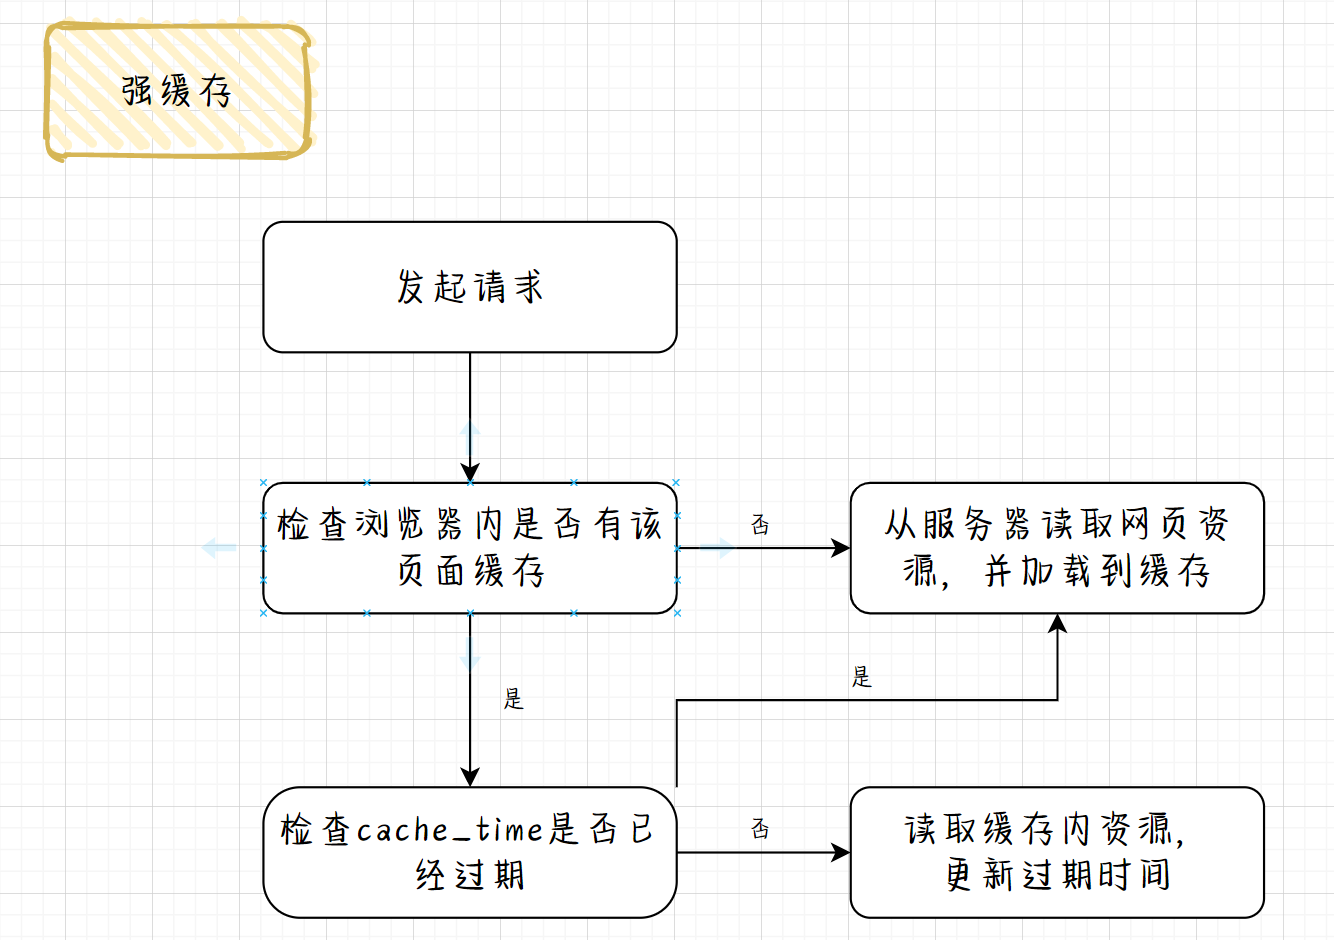 强缓存
发起请求
检查浏览器内是否有该
页面缓存
否
从服务器读取网页资
源，并加载到缓存
是
是
检查cache_time是否已
经过期
否
读取缓存内资源，
更新过期时间